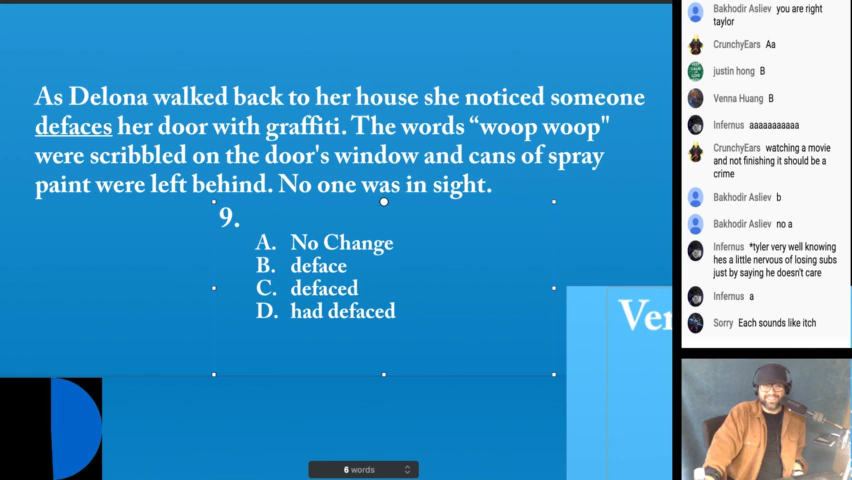 As Delona walked back to her house she noticed someone
defaces her door with graffiti. The words “woop woop"
were scribbled on the door's window and cans of spray
paint were left behind. No one was in sight.
9.
A. No Change
B. deface
C. defaced
D. had defaced
Ver
6 words
Bakhodir Asliev you are right
taylor
CrunchyEars Aa
justin hong B
Venna Huang B
Infernus aaaaaaaaaaa
CrunchyEars watching a movie
and not finishing it should be a
crime
Bakhodir Asliev b
Bakhodir Asliev no a
Infernus *tyler very well knowing
hes a little nervous of losing subs
just by saying he doesn't care
Infernus a
Sorry Each sounds like itch